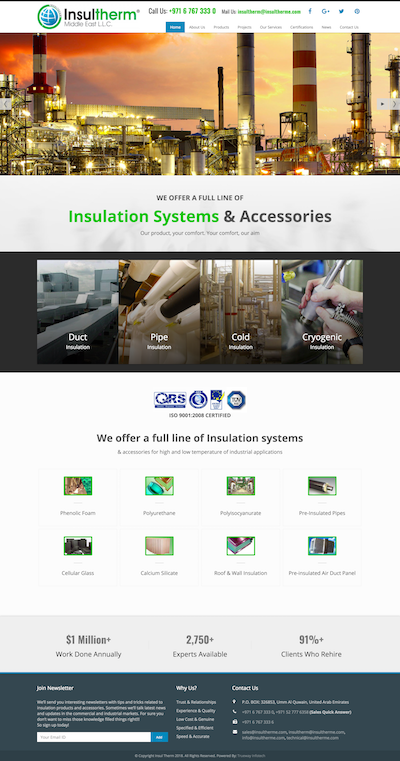 Insultherm®
Middle East L.L.C
Call Us: +971 6 767 333 0
Mail Us: insultherm@insultherme.com
Home About Us Products Projects Our Services Certifications News Contact Us
WE OFFER A FULL LINE OF
Insulation Systems & Accessories
Our product, your comfort. Your comfort, our aim
Duct
Insulation
Pipe
Insulation
Cold
Insulation
Cryogenic
Insulation
QRS
ISO 9001:2008 CERTIFIED
We offer a full line of Insulation systems
& accessories for high and low temperature of industrial applications
Phenolic Foam
Polyurethane
Polyisocyanurate
Pre-Insulated Pipes
Cellular Glass
Calcium Silicate
Roof & Wall Insulation
Pre-Insulated Air Duct Panel
$1 Million+
Work Done Annually
2,750+
Experts Available
91%+
Clients Who Rehire
Join Newsletter
We'll send you interesting newsletters with tips and tricks related to
insulation products and accessories. Sometimes we'll talk latest news
and updates in the commercial and industrial markets. For sure you
don't want to miss those knowledge filled things right!!
So sign up today!
Your Email ID
Join
Why Us?
Trust & Relationships
Experience & Quality
Low Cost & Genuine
Specified & Efficient
Speed & Accurate
Contact Us
P.O. BOX: 320853, Umm Al Quwain, United Arab Emirates
+971 6 767 333 0, +971 52 777 6358 (Sales Quick Answer)
+971 6 767 333 6
sales@insultherme.com, insultherm@insultherme.com,
info@insultherme.com, technical@insultherme.com
© Copyright Insul Therm 2015. All Rights Reserved. Powered By: Trueway Infotech